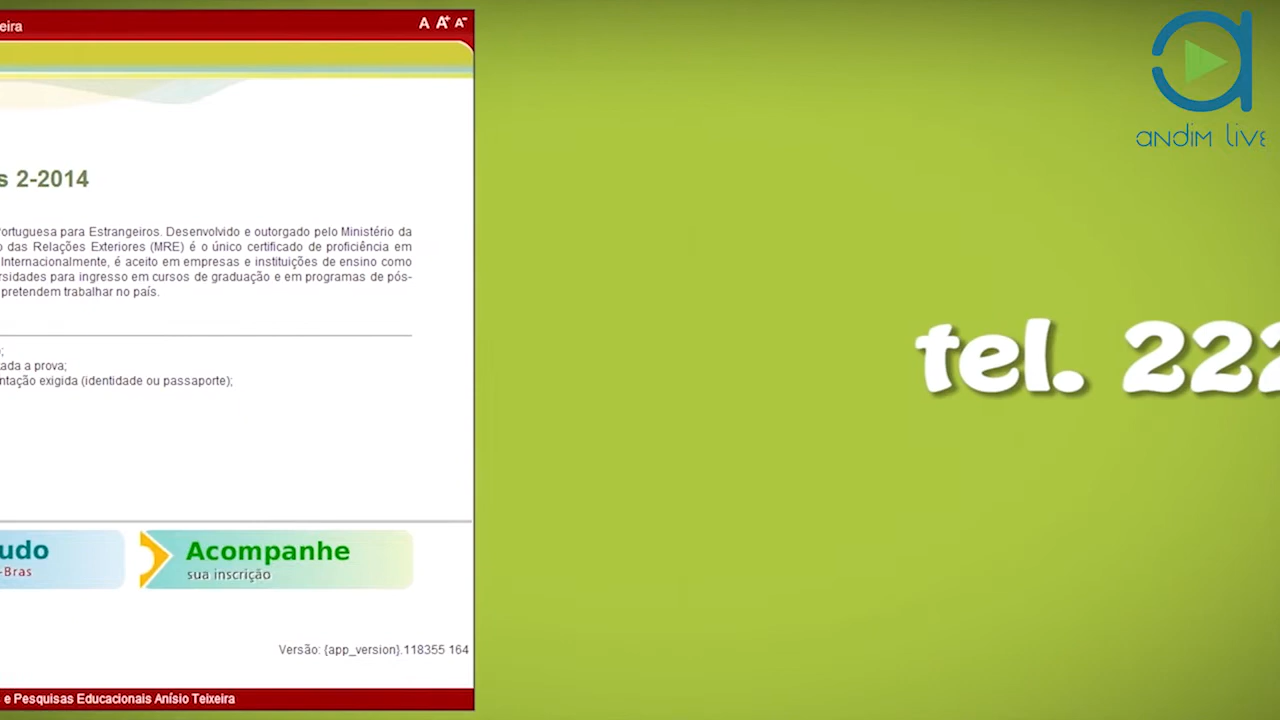 eira
A A+ A-
andim live
s 2-2014
ortuguesa para Estrangeiros. Desenvolvido e outorgado pelo Ministério da
o das Relações Exteriores (MRE) é o único certificado de proficiência em
Internacionalmente, é aceito em empresas e instituições de ensino como
rsidades para ingresso em cursos de graduação e em programas de pós-
pretendem trabalhar no país.
;
ada a prova;
ntação exigida (identidade ou passaporte);
tel. 222
udo
-Bras
Acompanhe
sua inscrição
Versão: {app_version}.118355 164
e Pesquisas Educacionais Anísio Teixeira